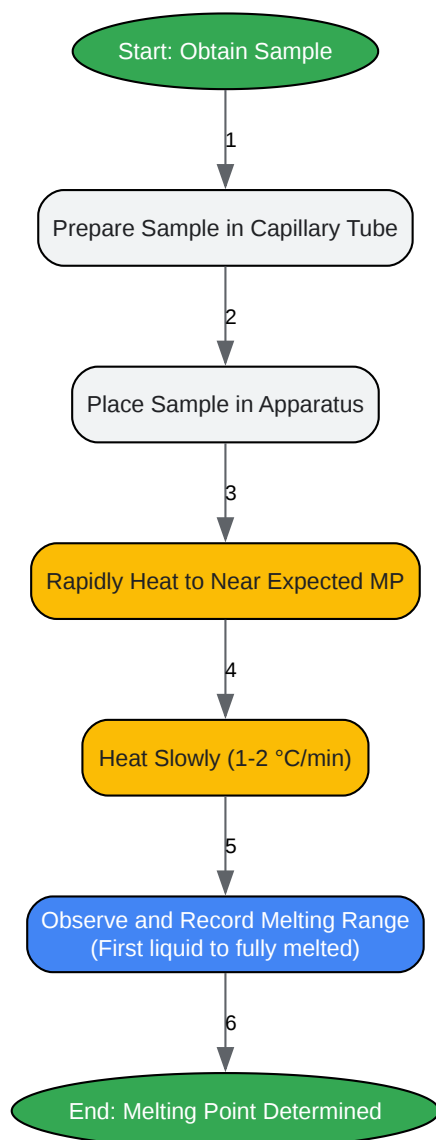 Start: Obtain Sample
1
Prepare Sample in Capillary Tube
2
Place Sample in Apparatus
3
Rapidly Heat to Near Expected MP
4
Heat Slowly (1-2 °C/min)
5
Observe and Record Melting Range
(First liquid to fully melted)
6
End: Melting Point Determined